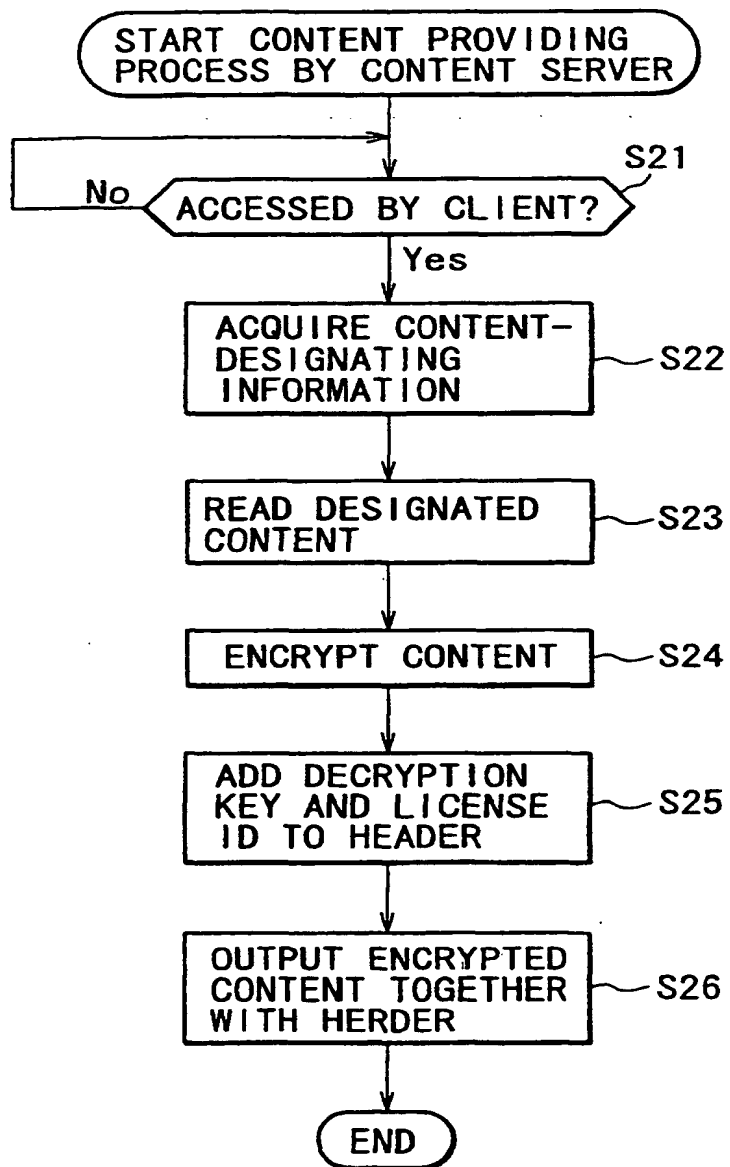 START CONTENT PROVIDING
PROCESS BY CONTENT SERVER
S21
No
ACCESSED BY CLIENT?
Yes
ACQUIRE CONTENT-
DESIGNATING
INFORMATION
S22
READ DESIGNATED
CONTENT
S23
ENCRYPT CONTENT
S24
ADD DECRYPTION
KEY AND LICENSE
ID TO HEADER
S25
OUTPUT ENCRYPTED
CONTENT TOGETHER
WITH HERDER
S26
END